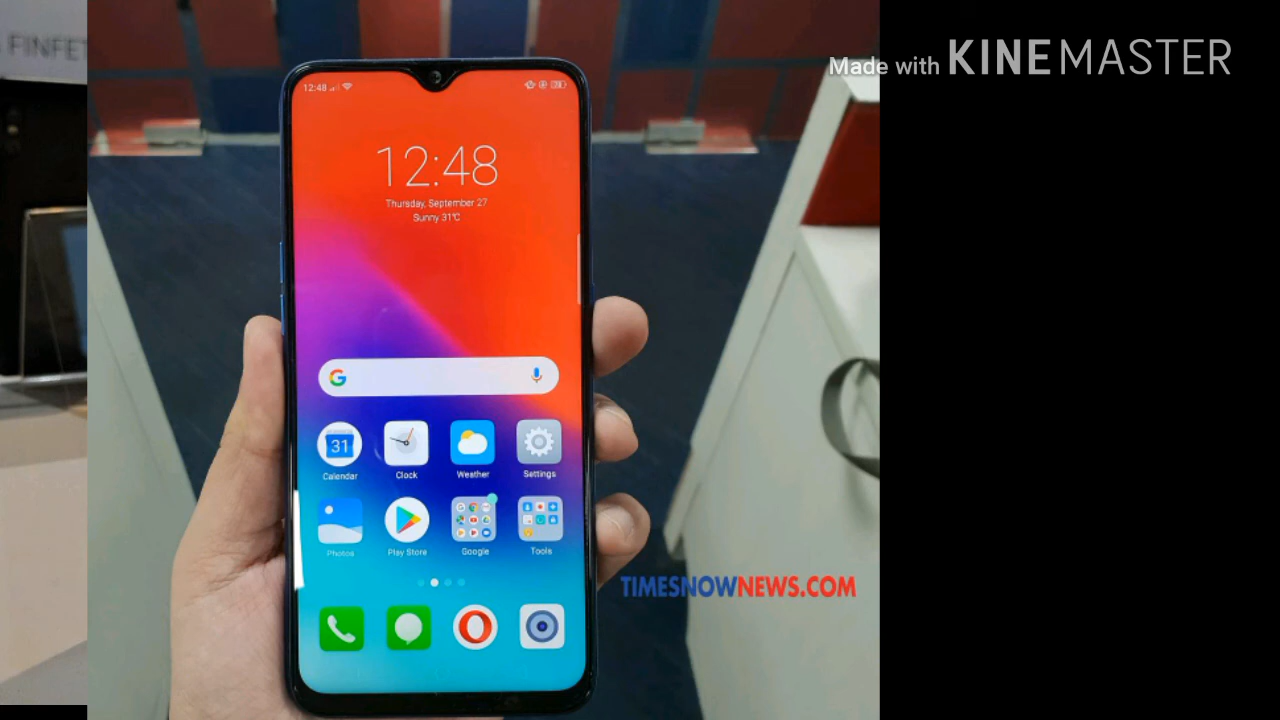 FINFET
Made with KINEMASTER
12:48
12:48
Thursday, September 27
Sunny 31°C
G
31
Calendar
Clock
Weather
Settings
Photos
Play Store
Google
Tools
TIMESNOWNEWS.COM